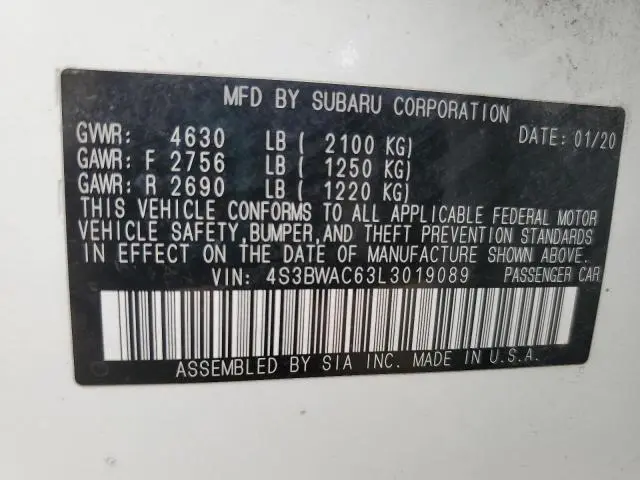 MFD BY SUBARU CORPORATION
DATE: 01/20
GVWR: 4630 LB ( 2100 KG)
GAWR: F 2756 LB ( 1250 KG)
GAWR: R 2690 LB ( 1220 KG)
THIS VEHICLE CONFORMS TO ALL APPLICABLE FEDERAL MOTOR
VEHICLE SAFETY,BUMPER,AND THEFT PREVENTION STANDARDS
IN EFFECT ON THE DATE OF MANUFACTURE SHOWN ABOVE.
VIN: 4S3BWAC63L3019089 PASSENGER CAR
ASSEMBLED BY SIA INC. MADE IN U.S.A.